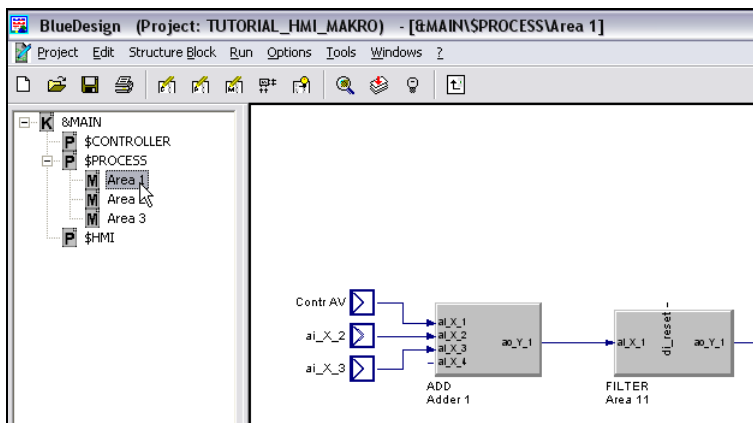 BlueDesign (Project: TUTORIAL_HMI_MAKRO) - [&MAIN\$PROCESS\Area 1]
Project Edit Structure Block Run Options Tools Windows ?
&MAIN
$CONTROLLER
$PROCESS
Area 1
Area
Area 3
$HMI
Contr AV
ai_X_2
ai_X_3
ai_X_1
ai_X_2
ai_X_3
ai_X_4
ao_Y_1
ADD
Adder 1
ai_X_1
di_reset
ao_Y_1
FILTER
Area 11